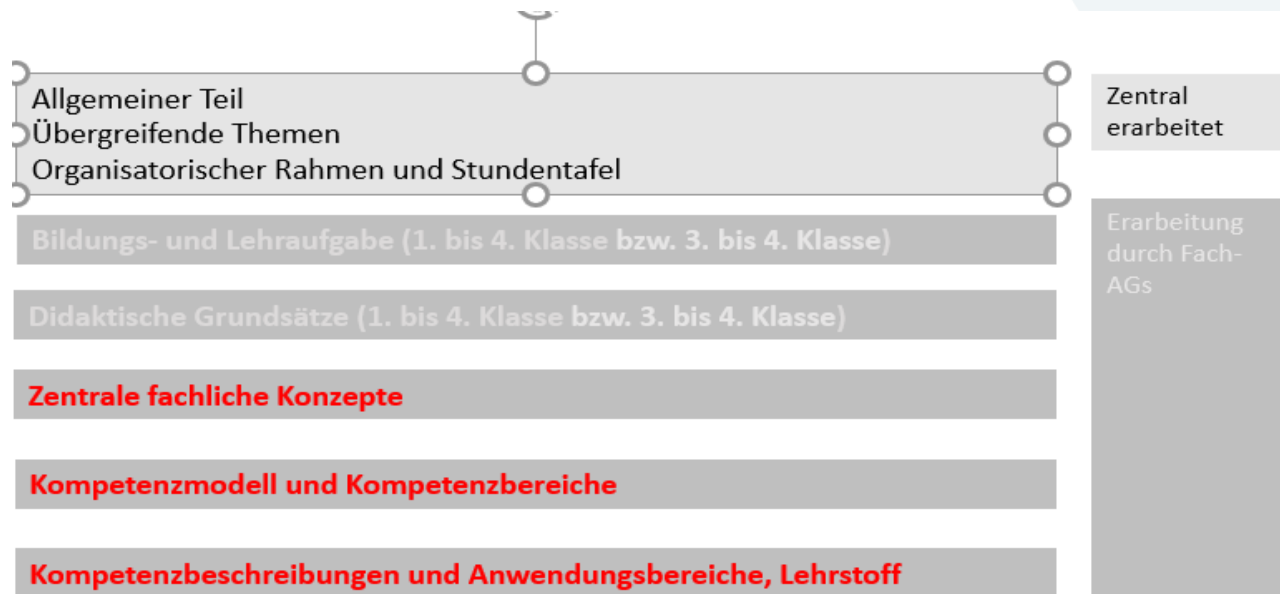 Allgemeiner Teil
Übergreifende Themen
Organisatorischer Rahmen und Stundentafel
Zentral
erarbeitet
Bildungs- und Lehraufgabe (1. bis 4. Klasse bzw. 3. bis 4. Klasse)
Didaktische Grundsätze (1. bis 4. Klasse bzw. 3. bis 4. Klasse)
Zentrale fachliche Konzepte
Kompetenzmodell und Kompetenzbereiche
Kompetenzbeschreibungen und Anwendungsbereiche, Lehrstoff
Erarbeitung
durch Fach-
AGs